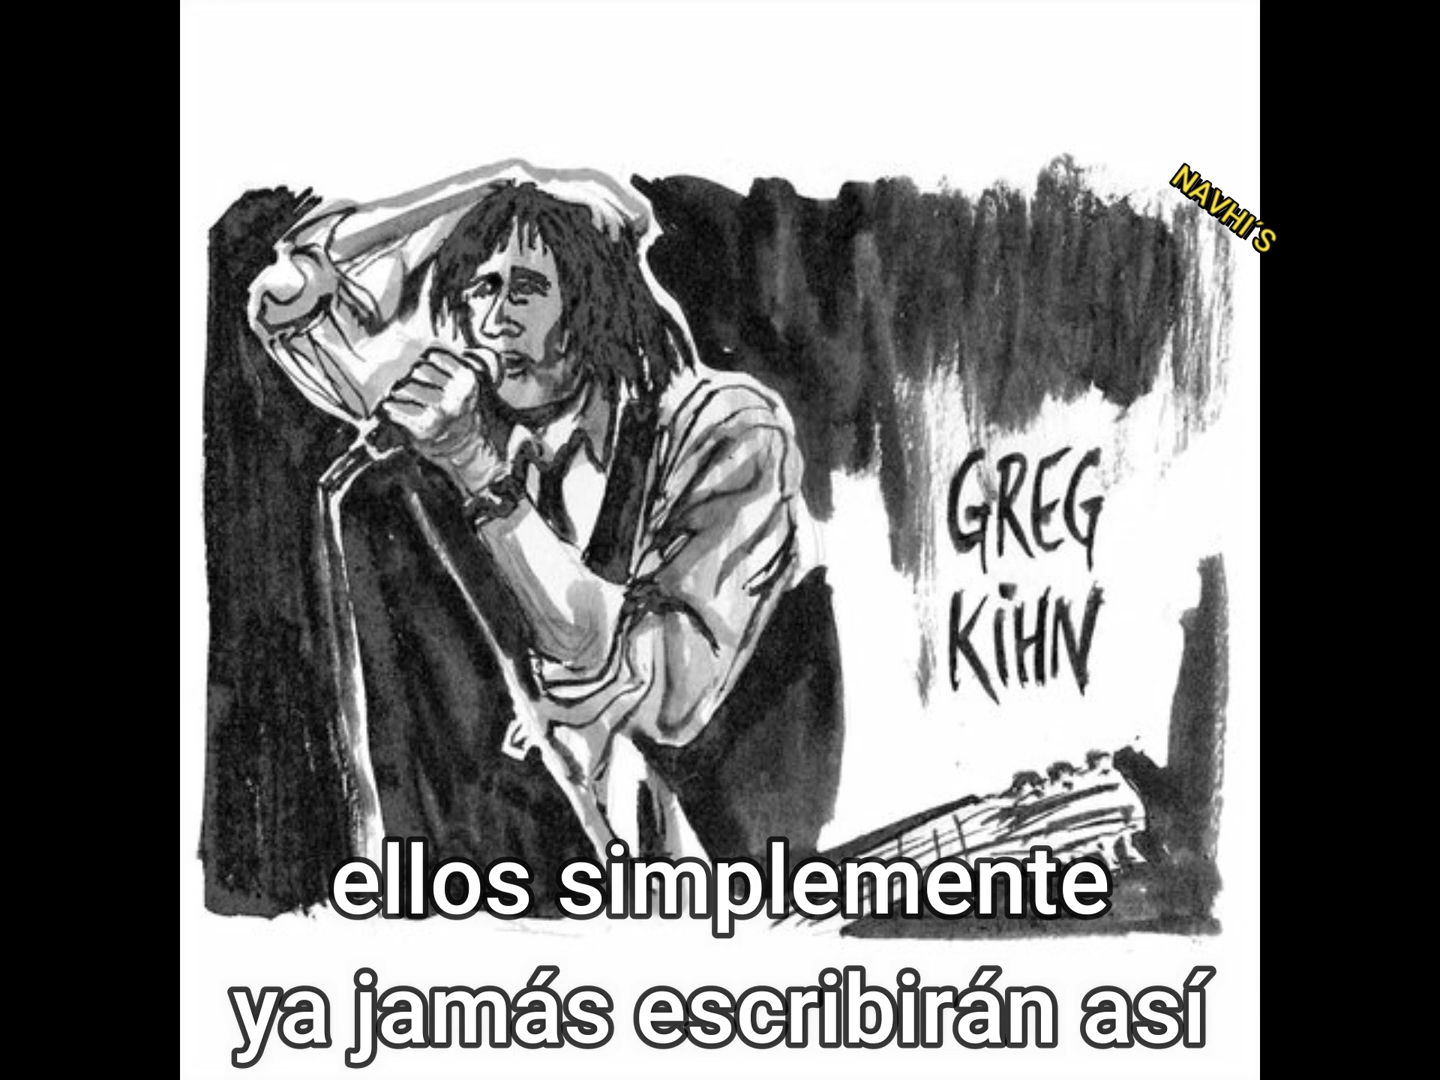 NAVHI'S
GREG
KiHN
ellos simplemente
ya jamás escribirán así